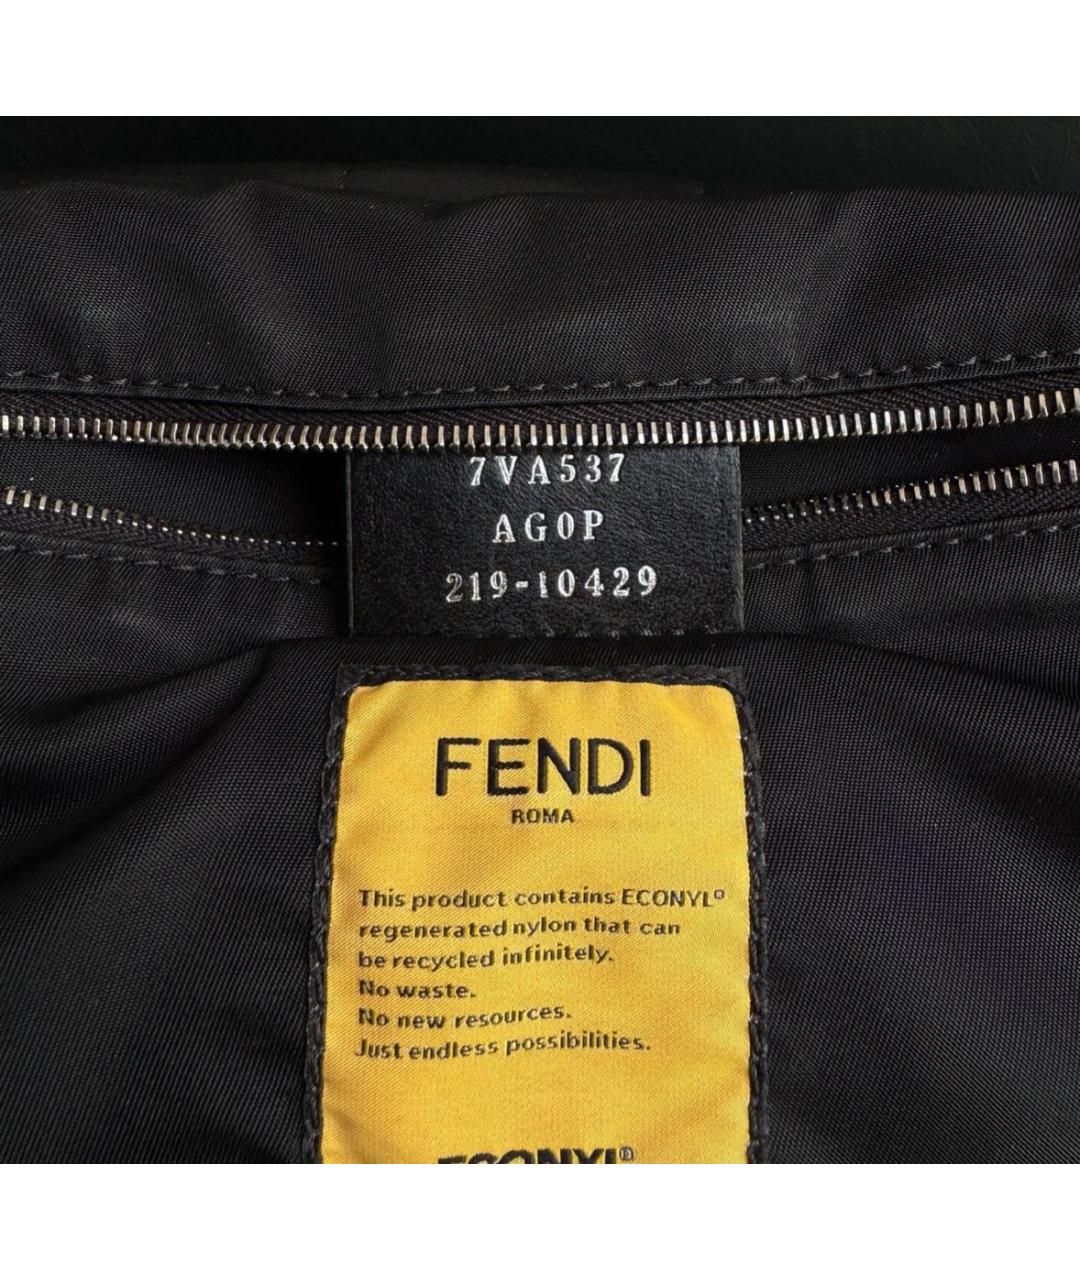 7VA537
AG0P
219-10429
FENDI
ROMA
This product contains ECONYL®
regenerated nylon that can
be recycled infinitely.
No waste.
No new resources.
Just endless possibilities.
ECONYL®